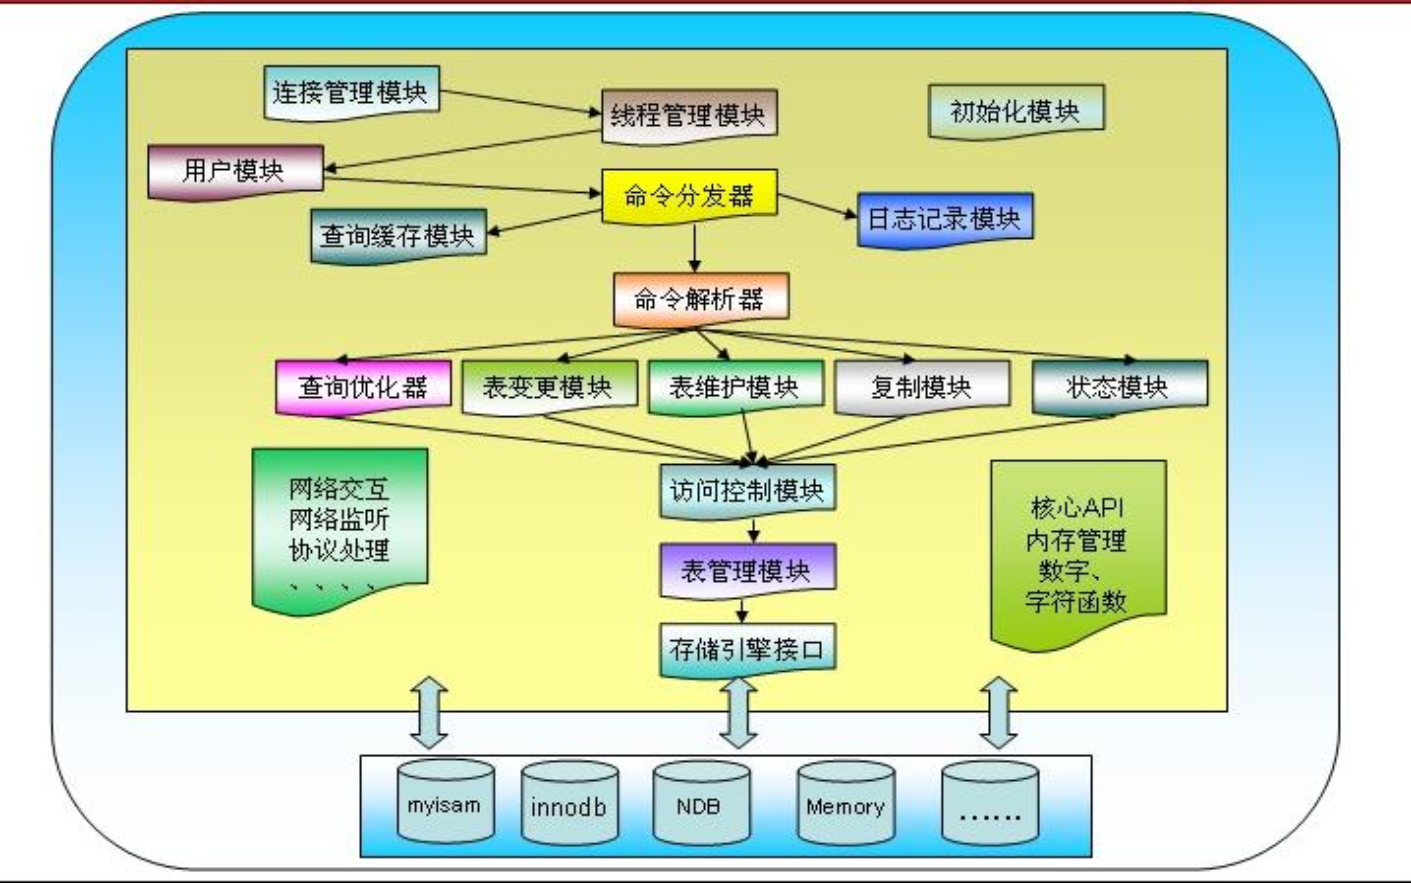 连接管理模块
线程管理模块
初始化模块
用户模块
命令分发器
日志记录模块
查询缓存模块
命令解析器
查询优化器
表变更模块
表维护模块
复制模块
状态模块
网络交互
网络监听
协议处理
、、、、
访问控制模块
核心API
内存管理
数字、
字符函数
表管理模块
存储引擎接口
myisam
innodb
NDB
Memory
……